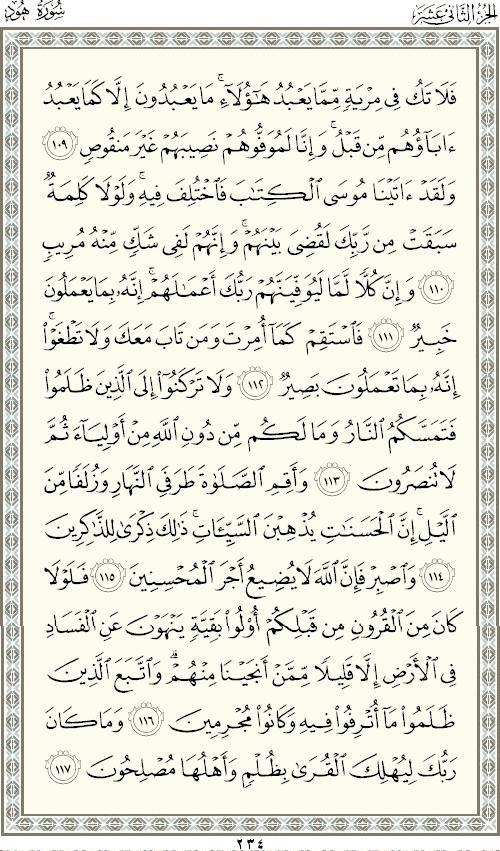 الجزء الثاني عشر
سورة هود
فَلَا تَكُ فِى مِرْيَةٍ مِّمَّا يَعْبُدُ هَٰٓؤُلَآءِ ۚ مَا يَعْبُدُونَ إِلَّا كَمَا يَعْبُدُ
ءَابَآؤُهُم مِّن قَبْلُ ۚ وَإِنَّا لَمُوَفُّوهُمْ نَصِيبَهُمْ غَيْرَ مَنقُوصٍ ١٠٩
وَلَقَدْ ءَاتَيْنَا مُوسَى ٱلْكِتَٰبَ فَٱخْتُلِفَ فِيهِ ۚ وَلَوْلَا كَلِمَةٌ
سَبَقَتْ مِن رَّبِّكَ لَقُضِىَ بَيْنَهُمْ ۚ وَإِنَّهُمْ لَفِى شَكٍّ مِّنْهُ مُرِيبٍ
١١٠ وَإِنَّ كُلًّا لَّمَّا لَيُوَفِّيَنَّهُمْ رَبُّكَ أَعْمَٰلَهُمْ ۚ إِنَّهُۥ بِمَا يَعْمَلُونَ
خَبِيرٌ ١١١ فَٱسْتَقِمْ كَمَآ أُمِرْتَ وَمَن تَابَ مَعَكَ وَلَا تَطْغَوْا۟ ۚ
إِنَّهُۥ بِمَا تَعْمَلُونَ بَصِيرٌ ١١٢ وَلَا تَرْكَنُوٓا۟ إِلَى ٱلَّذِينَ ظَلَمُوا۟
فَتَمَسَّكُمُ ٱلنَّارُ وَمَا لَكُم مِّن دُونِ ٱللَّهِ مِنْ أَوْلِيَآءَ ثُمَّ
لَا تُنصَرُونَ ١١٣ وَأَقِمِ ٱلصَّلَوٰةَ طَرَفَىِ ٱلنَّهَارِ وَزُلَفًا مِّنَ
ٱلَّيْلِ ۚ إِنَّ ٱلْحَسَنَٰتِ يُذْهِبْنَ ٱلسَّيِّـَٔاتِ ۚ ذَٰلِكَ ذِكْرَىٰ لِلذَّٰكِرِينَ
١١٤ وَٱصْبِرْ فَإِنَّ ٱللَّهَ لَا يُضِيعُ أَجْرَ ٱلْمُحْسِنِينَ ١١٥ فَلَوْلَا
كَانَ مِنَ ٱلْقُرُونِ مِن قَبْلِكُمْ أُو۟لُوا۟ بَقِيَّةٍ يَنْهَوْنَ عَنِ ٱلْفَسَادِ
فِى ٱلْأَرْضِ إِلَّا قَلِيلًا مِّمَّنْ أَنجَيْنَا مِنْهُمْ ۗ وَٱتَّبَعَ ٱلَّذِينَ
ظَلَمُوا۟ مَآ أُتْرِفُوا۟ فِيهِ وَكَانُوا۟ مُجْرِمِينَ ١١٦ وَمَا كَانَ
رَبُّكَ لِيُهْلِكَ ٱلْقُرَىٰ بِظُلْمٍ وَأَهْلُهَا مُصْلِحُونَ ١١٧
٢٣٤